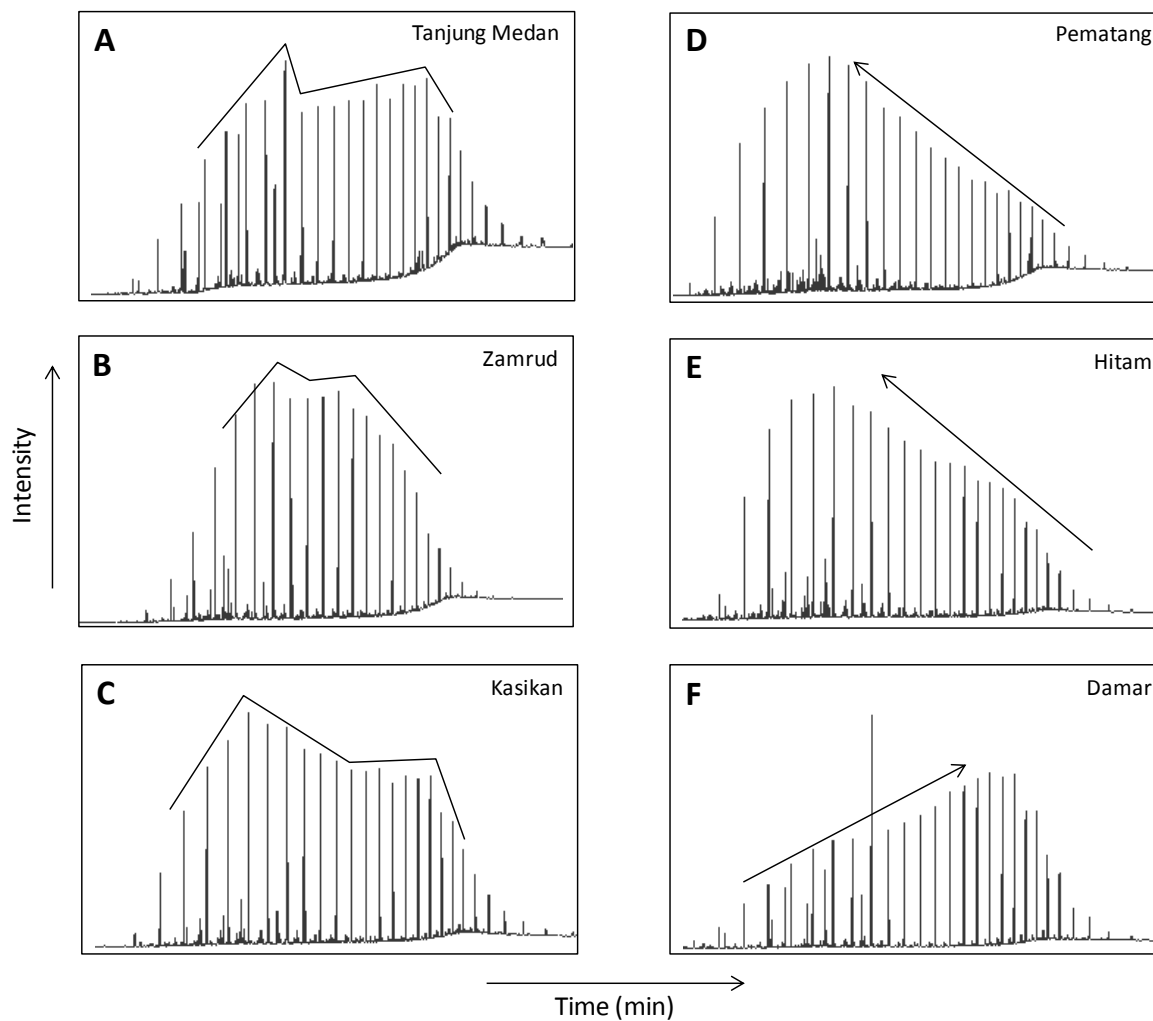 A
Tanjung Medan
D
Pematang
B
Zamrud
E
Hitam
C
Kasikan
F
Damar
Intensity
Time (min)